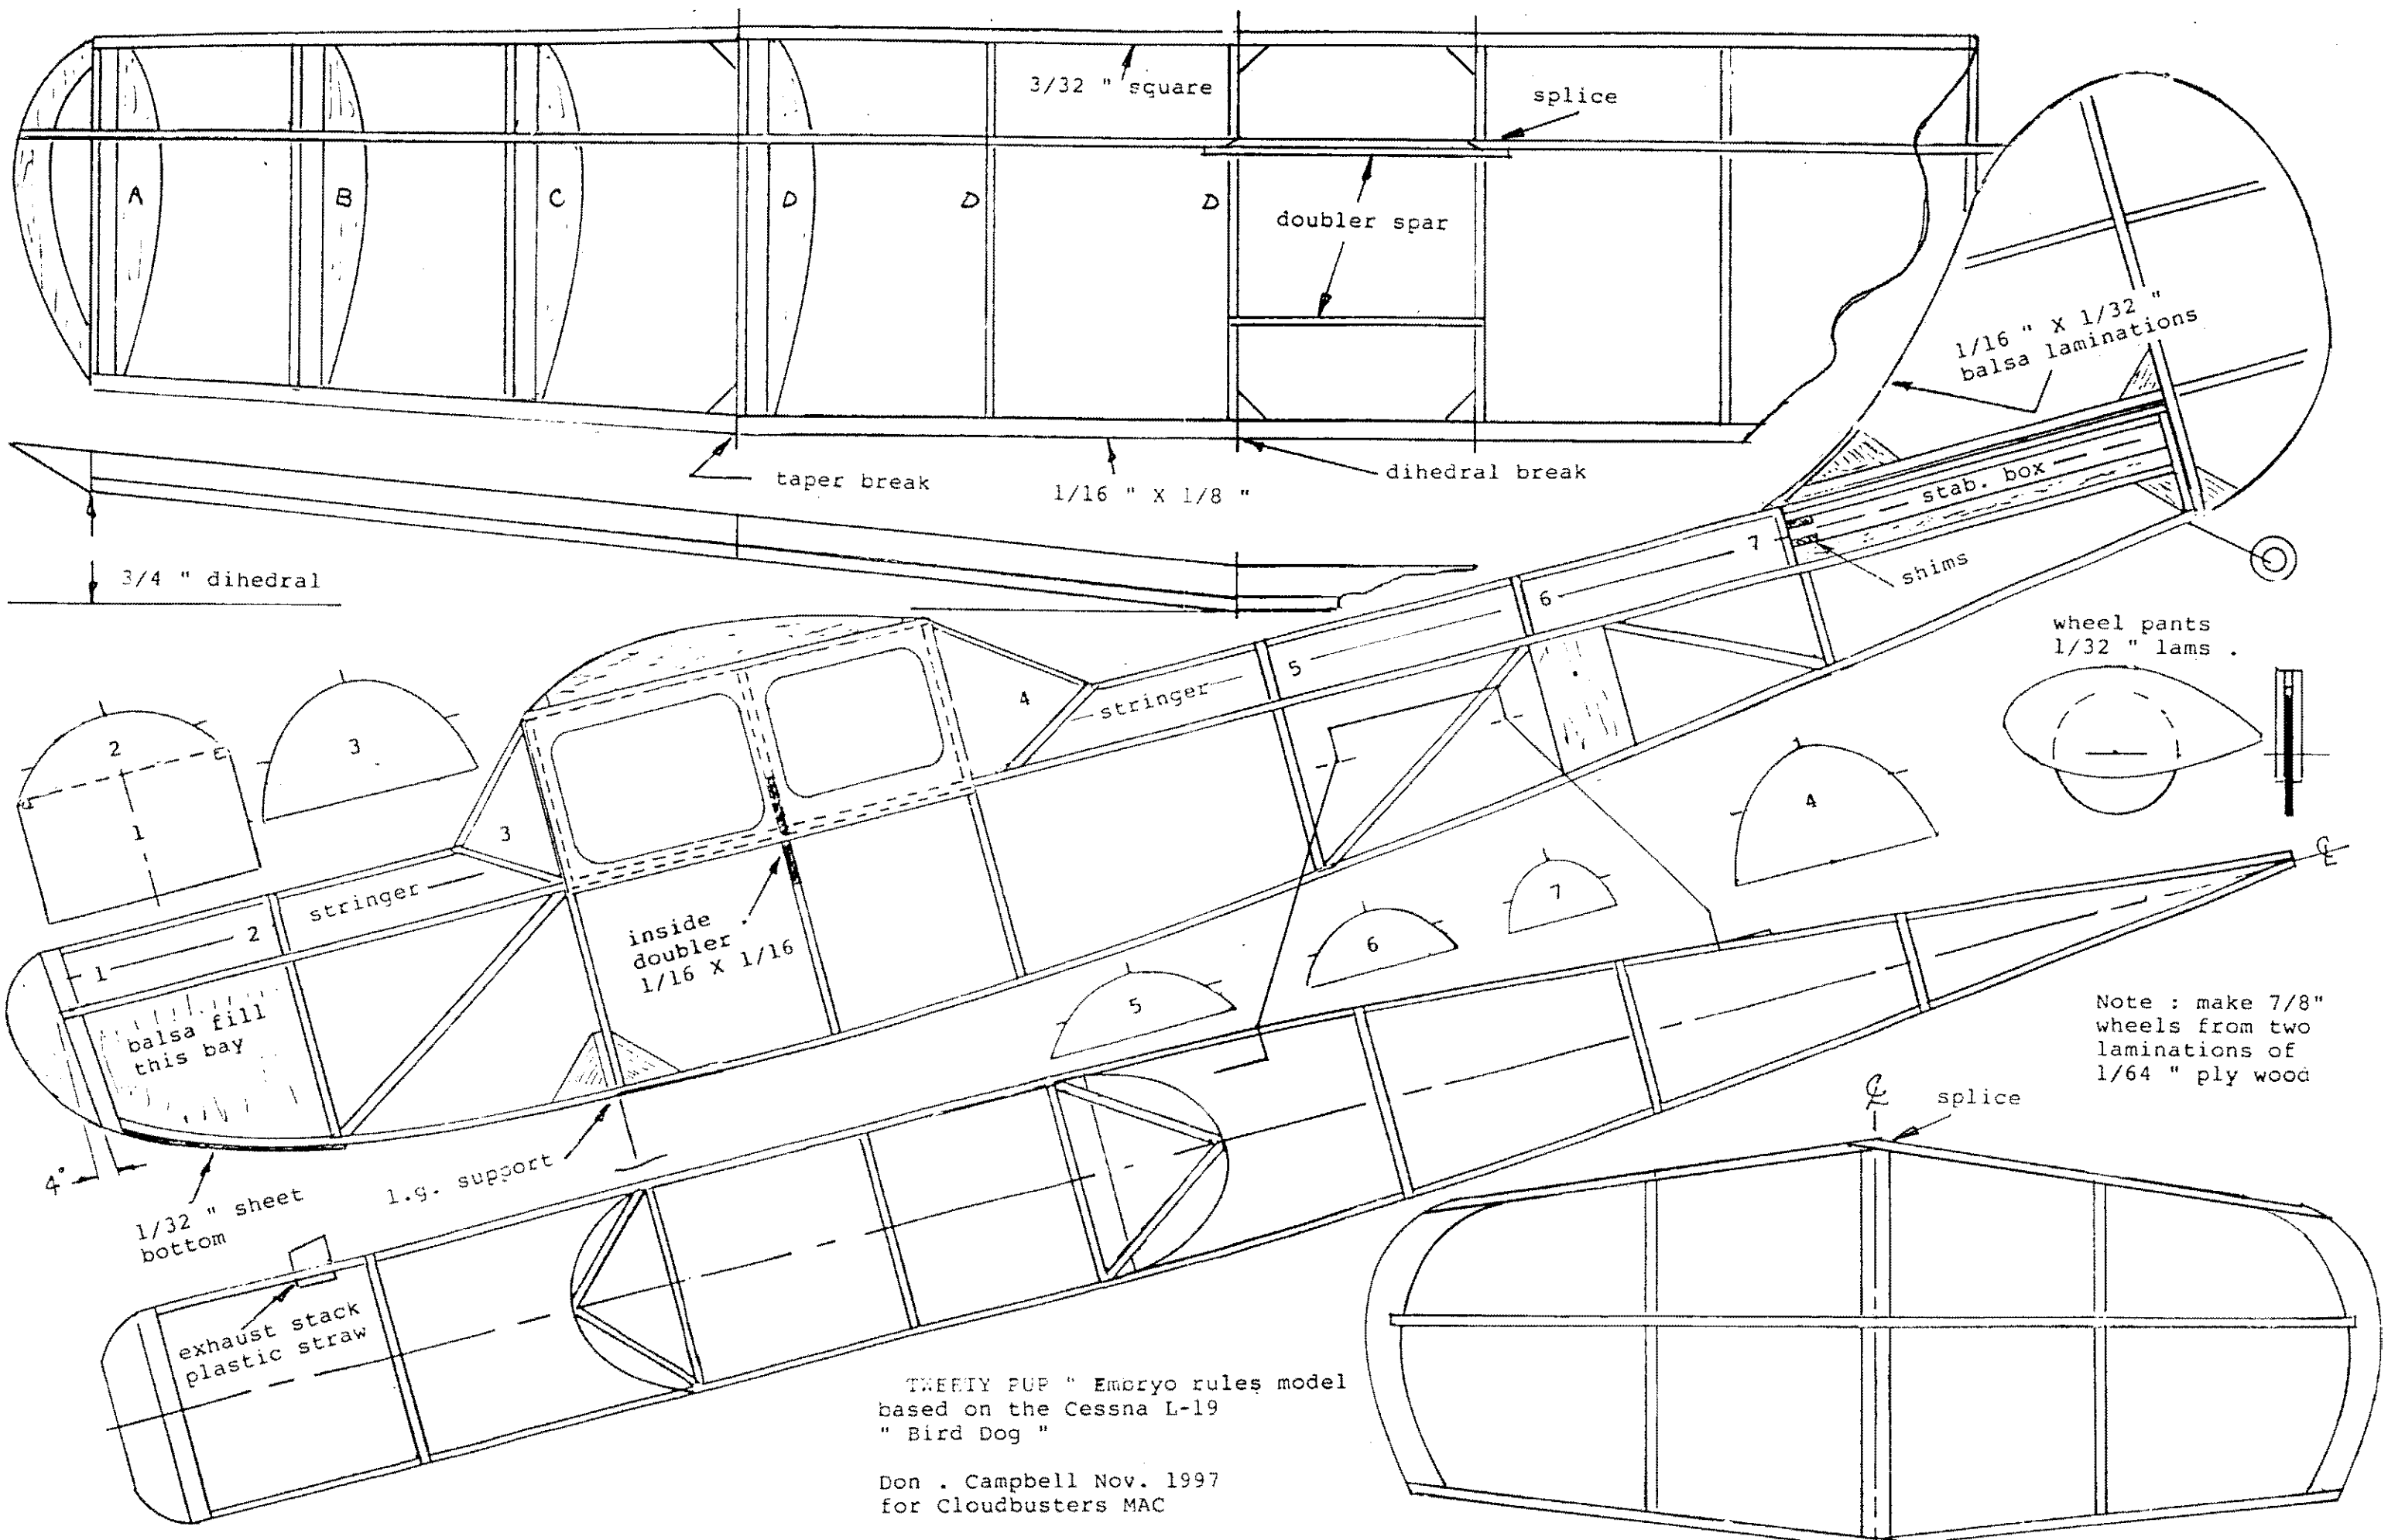 3/32 " square
splice
A
B
C
D
D
D
doubler spar
1/16 " X 1/32 "
balsa laminations
taper break
1/16 " X 1/8 "
dihedral break
stab. box
3/4 " dihedral
7
shims
6
wheel pants
1/32 " lams .
5
stringer
4
2
3
1
3
4
stringer
2
1
inside
doubler .
1/16 X 1/16
7
6
5
℄
balsa fill
this bay
Note : make 7/8"
wheels from two
laminations of
1/64 " ply wood
℄
splice
4°
l.g. support
1/32 " sheet
bottom
exhaust stack
plastic straw
PUP " Embryo rules model
based on the Cessna L-19
" Bird Dog "
Don . Campbell Nov. 1997
for Cloudbusters MAC